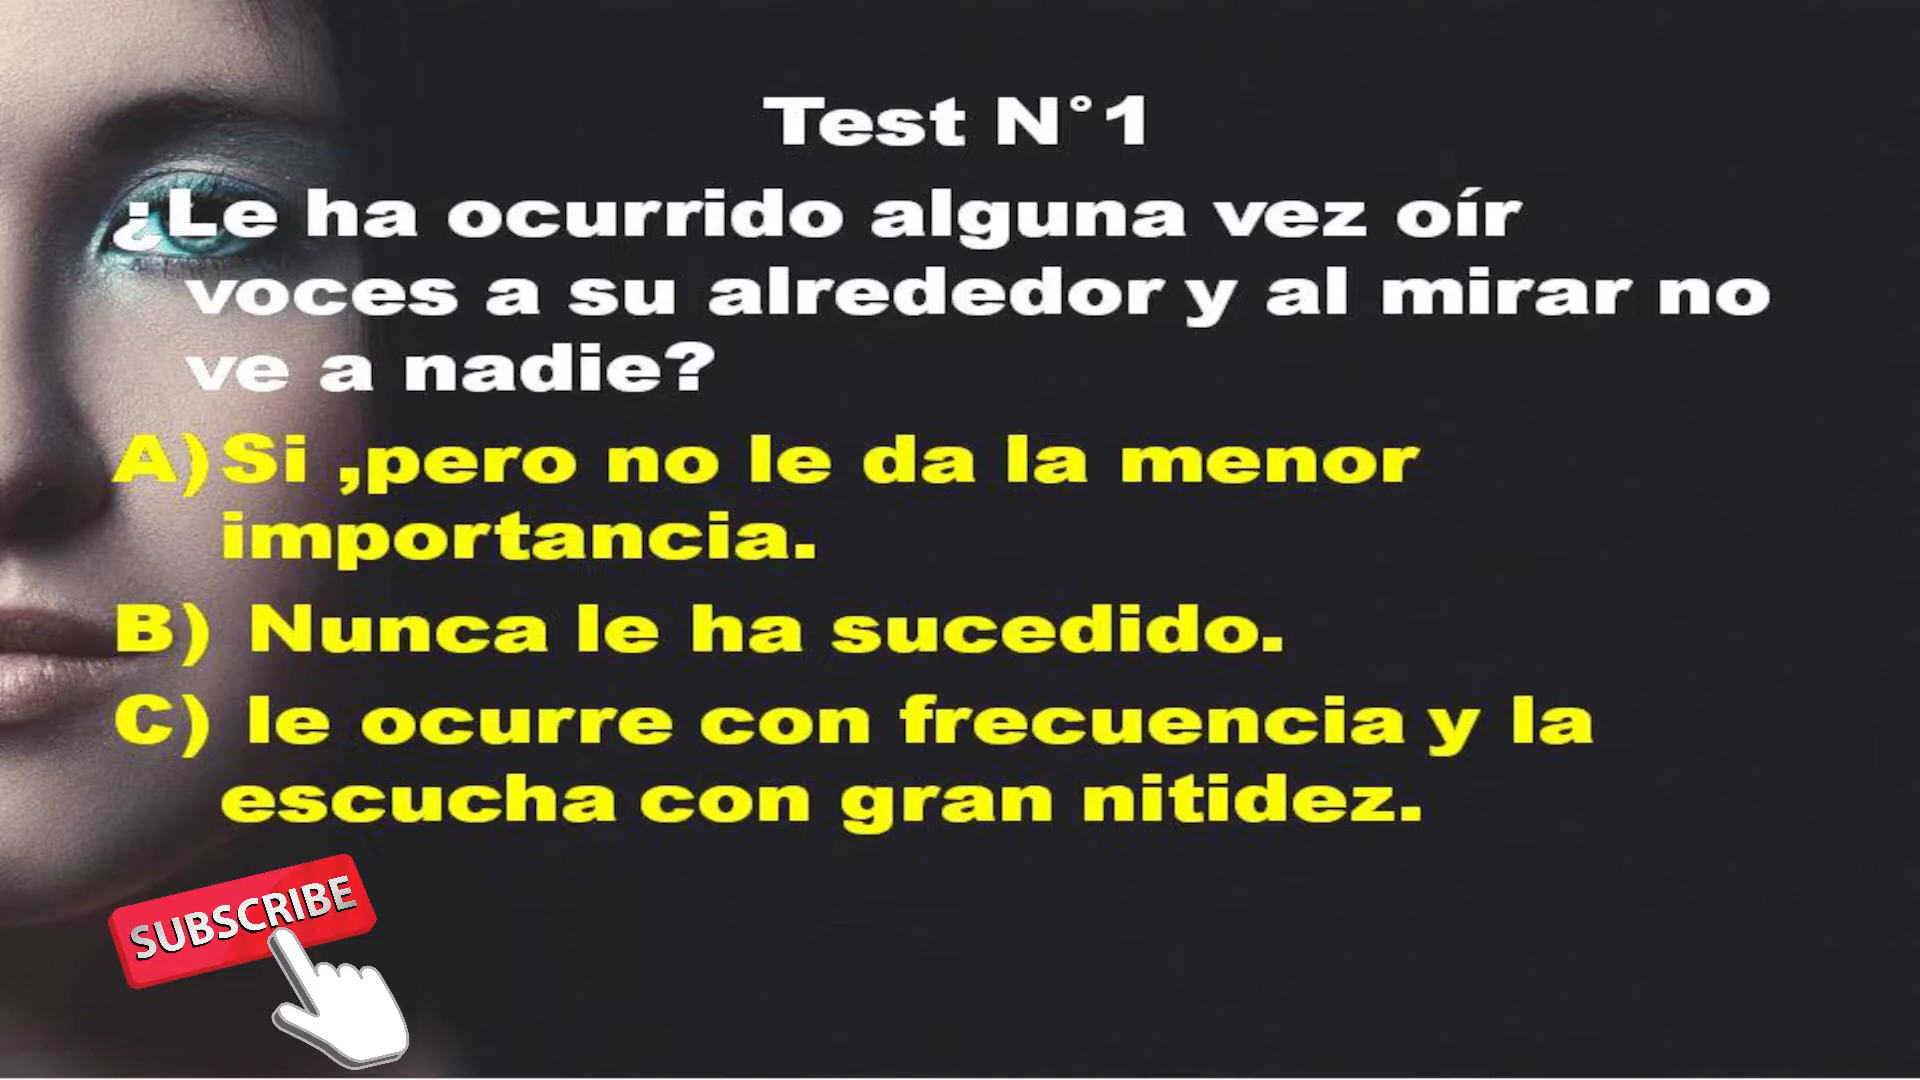 Test N°1
¿Le ha ocurrido alguna vez oír
voces a su alrededor y al mirar no
ve a nadie?
A)Si ,pero no le da la menor
importancia.
B) Nunca le ha sucedido.
C) le ocurre con frecuencia y la
escucha con gran nitidez.
SUBSCRIBE